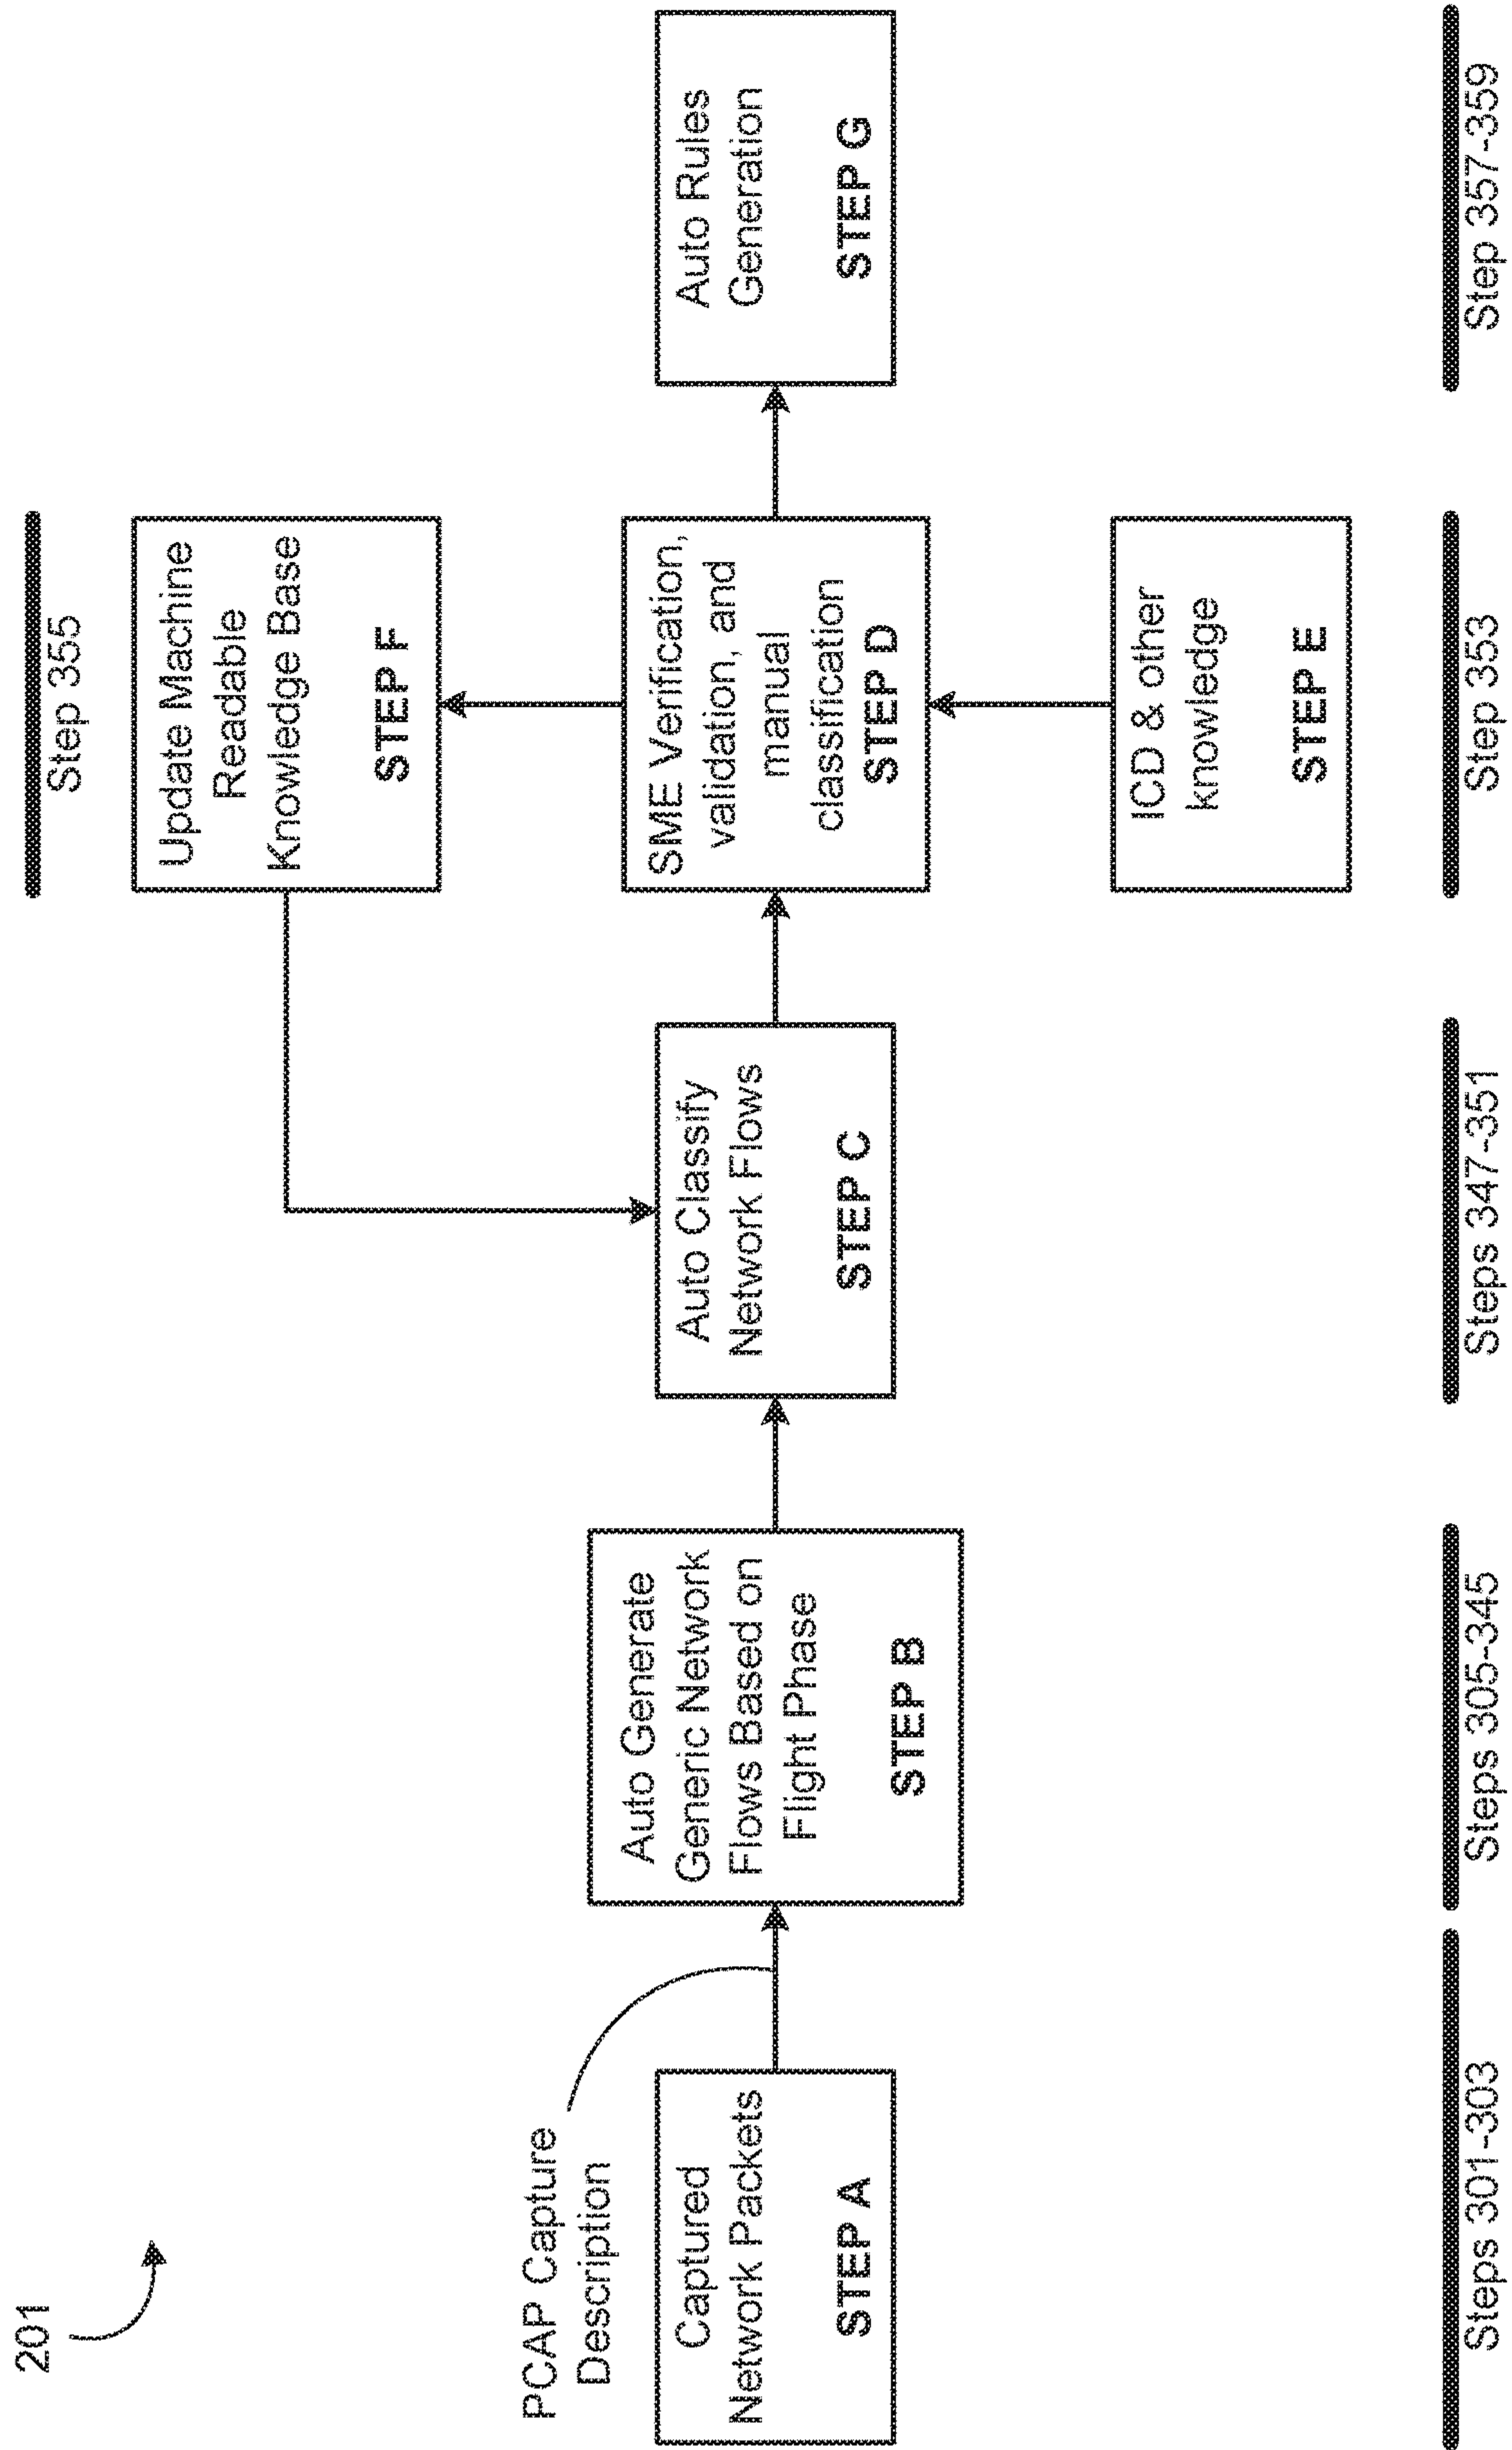 201
Step 355
Update Machine
Readable
Knowledge Base
STEP F
PCAP Capture
Description
Captured
Network Packets
STEP A
Auto Generate
Generic Network
Flows Based on
Flight Phase
STEP B
Auto Classify
Network Flows
STEP C
SME Verification,
validation, and
manual
classification
STEP D
Auto Rules
Generation
STEP G
ICD & other
knowledge
STEP E
Steps 301-303
Steps 305-345
Steps 347-351
Step 353
Step 357-359